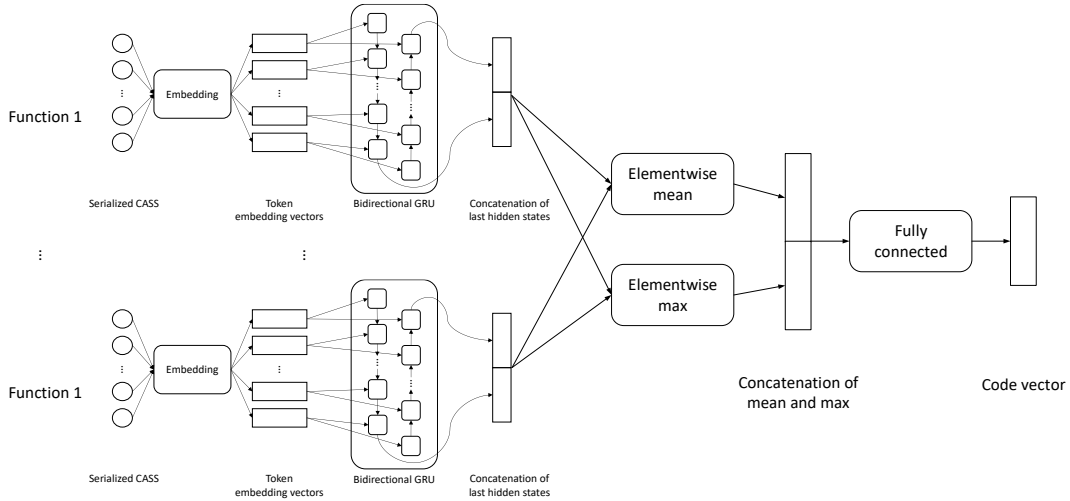 Function 1
Embedding
Serialized CASS
Token
embedding vectors
Bidirectional GRU
Concatenation of
last hidden states
Elementwise
mean
Elementwise
max
Fully
connected
Concatenation of
mean and max
Code vector
Function 1
Embedding
Serialized CASS
Token
embedding vectors
Bidirectional GRU
Concatenation of
last hidden states